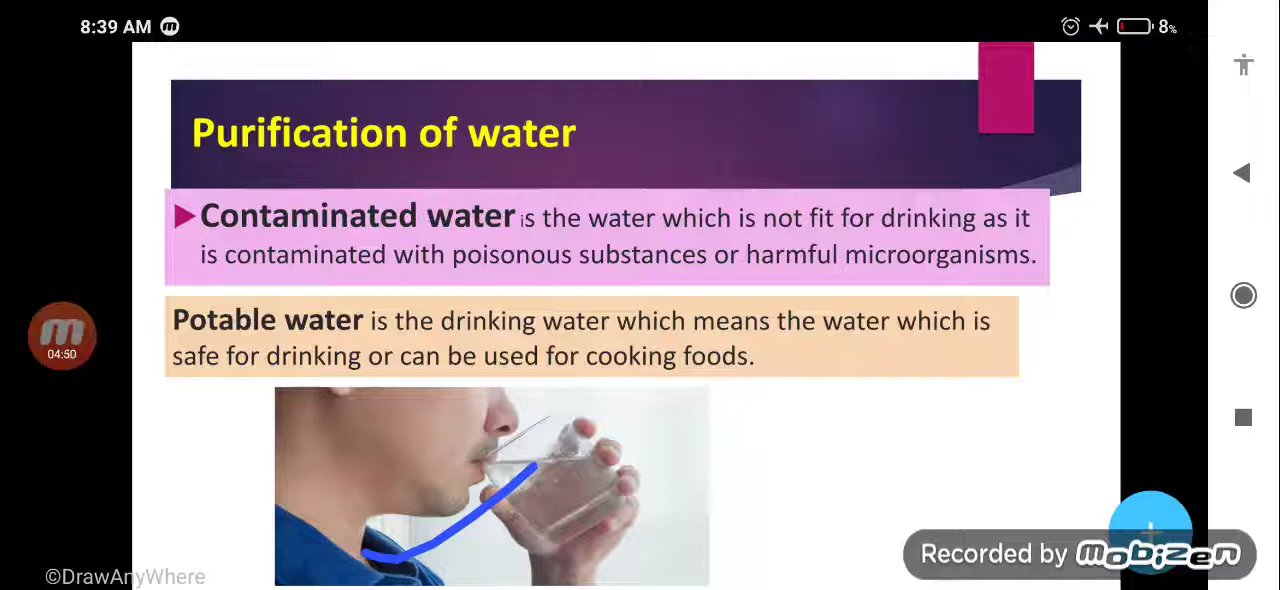 8:39 AM m
8%
Purification of water
Contaminated water is the water which is not fit for drinking as it
is contaminated with poisonous substances or harmful microorganisms.
Potable water is the drinking water which means the water which is
safe for drinking or can be used for cooking foods.
m
04:50
Recorded by mobizen
©DrawAnyWhere